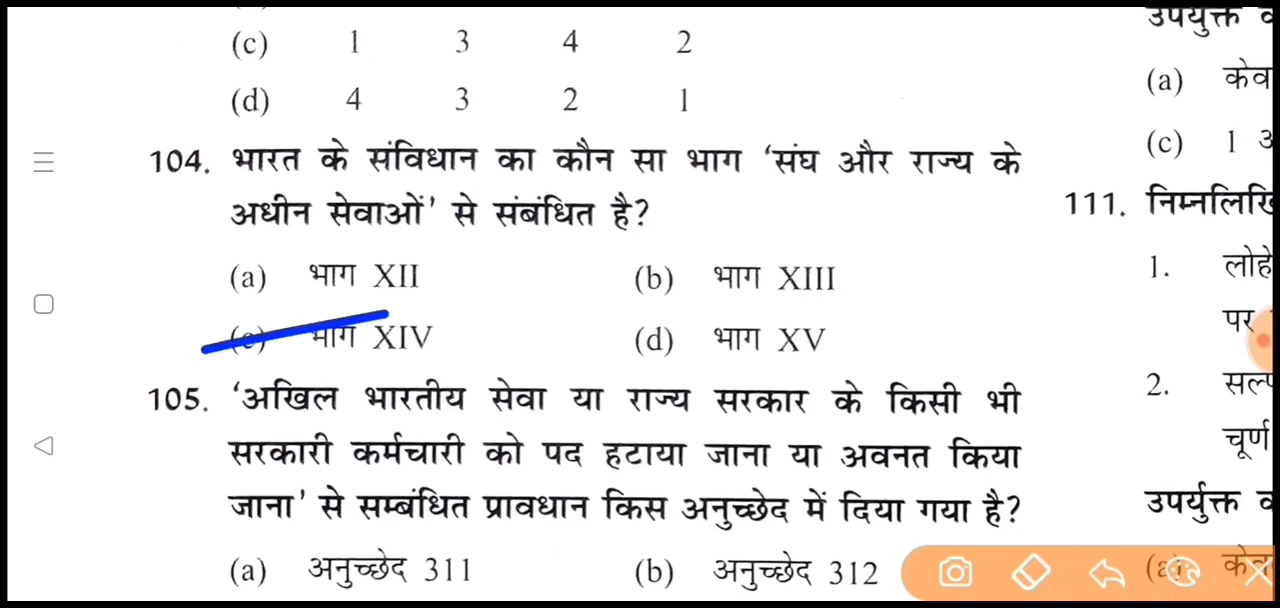 (c) 1 3 4 2
(d) 4 3 2 1
104. भारत के संविधान का कौन सा भाग ‘संघ और राज्य के
अधीन सेवाओं’ से संबंधित है?
(a) भाग XII (b) भाग XIII
(c) भाग XIV (d) भाग XV
105. ‘अखिल भारतीय सेवा या राज्य सरकार के किसी भी
सरकारी कर्मचारी को पद हटाया जाना या अवनत किया
जाना’ से सम्बंधित प्रावधान किस अनुच्छेद में दिया गया है?
(a) अनुच्छेद 311 (b) अनुच्छेद 312
उपर्युक्त
(a)
(c) 1
111.
1.
पर
2.
चूर्ण
उपर्युक्त